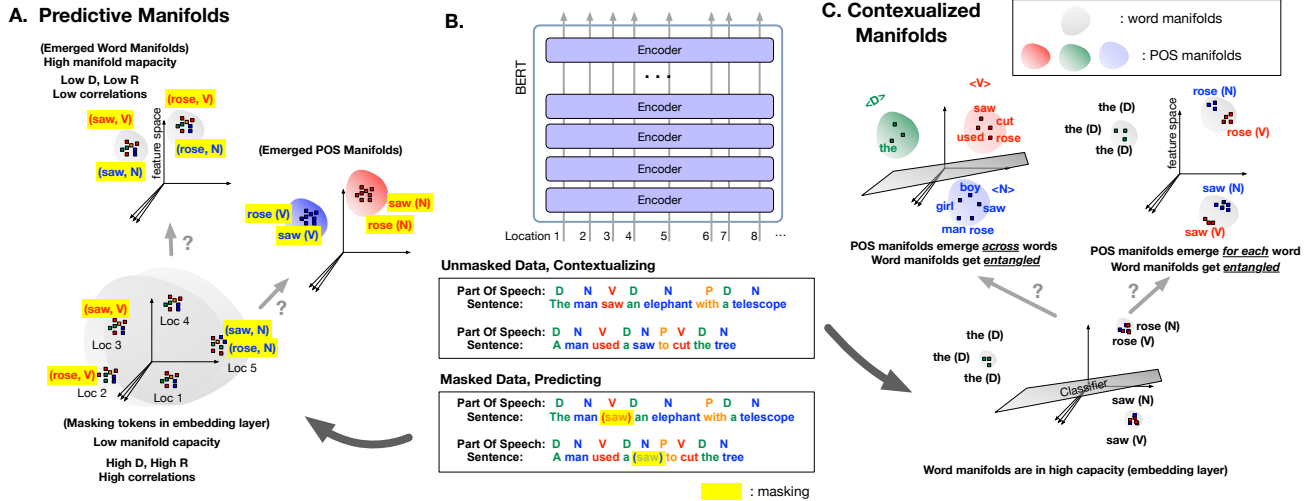 A. Predictive Manifolds
(Emerged Word Manifolds)
High manifold mapacity
Low D, Low R
Low correlations
(rose, V)
(saw, V)
(rose, N)
(saw, N)
feature space
(Emerged POS Manifolds)
rose (V)
saw (V)
saw (N)
rose (N)
?
?
(saw, V)
Loc 3
Loc 4
(saw, N)
(rose, N)
Loc 5
(rose, V)
Loc 2
Loc 1
(Masking tokens in embedding layer)
Low manifold capacity
High D, High R
High correlations
B.
BERT
Encoder
. . .
Encoder
Encoder
Encoder
Encoder
Location 1 2 3 4 5 6 7 8 ...
Unmasked Data, Contextualizing
Part Of Speech: D N V D N P D
Sentence: The man saw an elephant with a telescope
Part Of Speech: D N V D N P V D N
Sentence: A man used a saw to cut the tree
Masked Data, Predicting
Part Of Speech: D N V D N P D
Sentence: The man (saw) an elephant with a telescope
Part Of Speech: D N V D N P V D N
Sentence: A man used a (saw) to cut the tree
: masking
C. Contexualized
Manifolds
: word manifolds
: POS manifolds
<D>
the
<V>
saw
cut
used
rose
boy
<N>
girl
saw
man rose
POS manifolds emerge across words
Word manifolds get entangled
the (D)
the (D)
the (D)
feature space
rose (N)
rose (V)
saw (N)
saw (V)
POS manifolds emerge for each word
Word manifolds get entangled
?
?
the (D)
the (D)
the (D)
rose (N)
rose (V)
Classifier
saw (N)
saw (V)
Word manifolds are in high capacity (embedding layer)